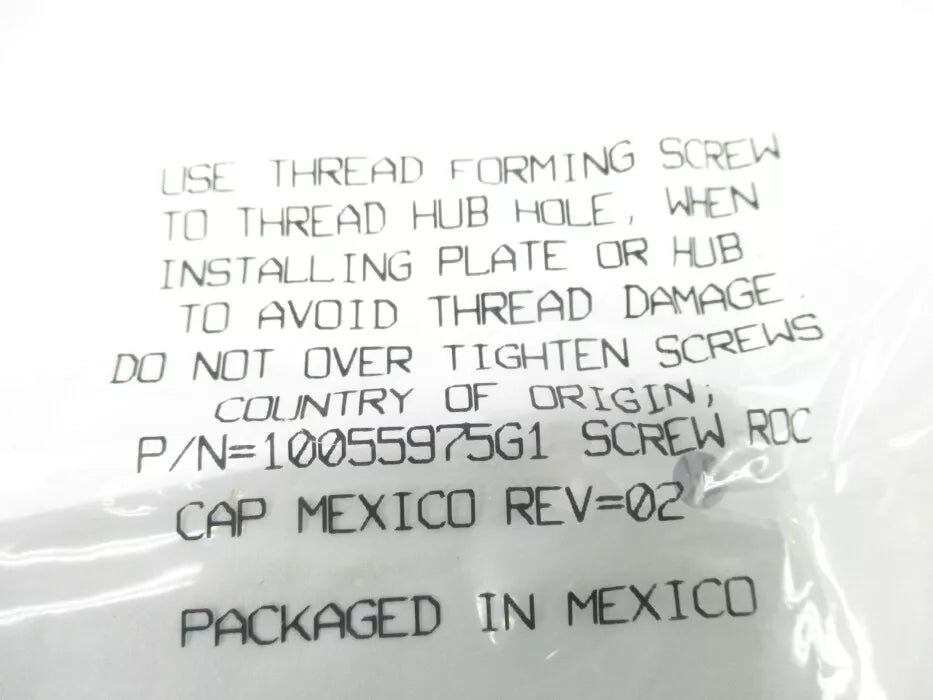 USE THREAD FORMING SCREW
TO THREAD HUB HOLE, WHEN
INSTALLING PLATE OR HUB
TO AVOID THREAD DAMAGE.
DO NOT OVER TIGHTEN SCREWS
COUNTRY OF ORIGIN;
P/N=10055975G1 SCREW ROC
CAP MEXICO REV=02
PACKAGED IN MEXICO